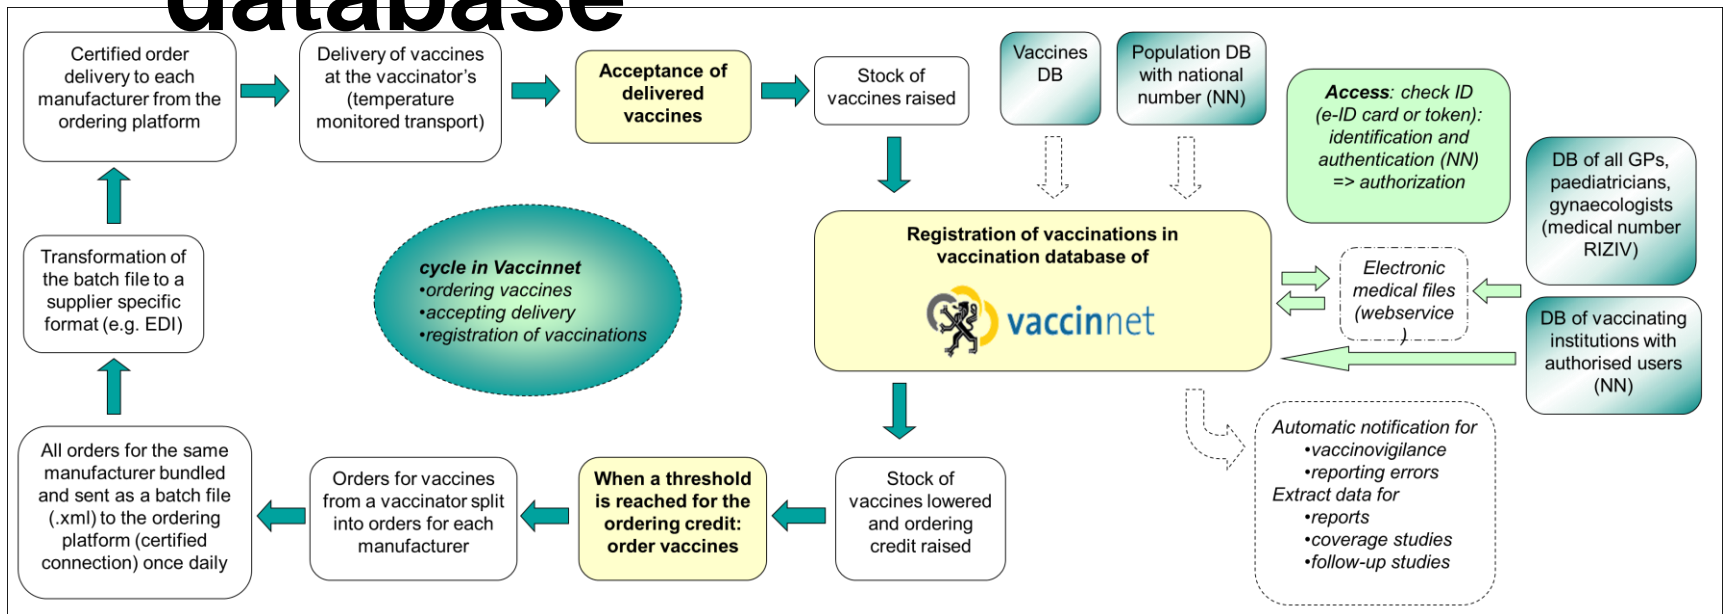 database
Certified order
delivery to each
manufacturer from the
ordering platform
Delivery of vaccines
at the vaccinator's
(temperature
monitored transport)
Acceptance of
delivered
vaccines
Stock of
vaccines raised
Vaccines
DB
Population DB
with national
number (NN)
Access: check ID
(e-ID card or token):
identification and
authentication (NN)
=> authorization
DB of all GPs,
paediatricians,
gynaecologists
(medical number
RIZIV)
Transformation of
the batch file to a
supplier specific
format (e.g. EDI)
cycle in Vaccinnet
•ordering vaccines
•accepting delivery
•registration of vaccinations
Registration of vaccinations in
vaccination database of
vaccinnet
Electronic
medical files
(webservice
)
DB of vaccinating
institutions with
authorised users
(NN)
All orders for the same
manufacturer bundled
and sent as a batch file
(.xml) to the ordering
platform (certified
connection) once daily
Orders for vaccines
from a vaccinator split
into orders for each
manufacturer
When a threshold
is reached for the
ordering credit:
order vaccines
Stock of
vaccines lowered
and ordering
credit raised
Automatic notification for
•vaccinovigilance
•reporting errors
Extract data for
•reports
•coverage studies
•follow-up studies